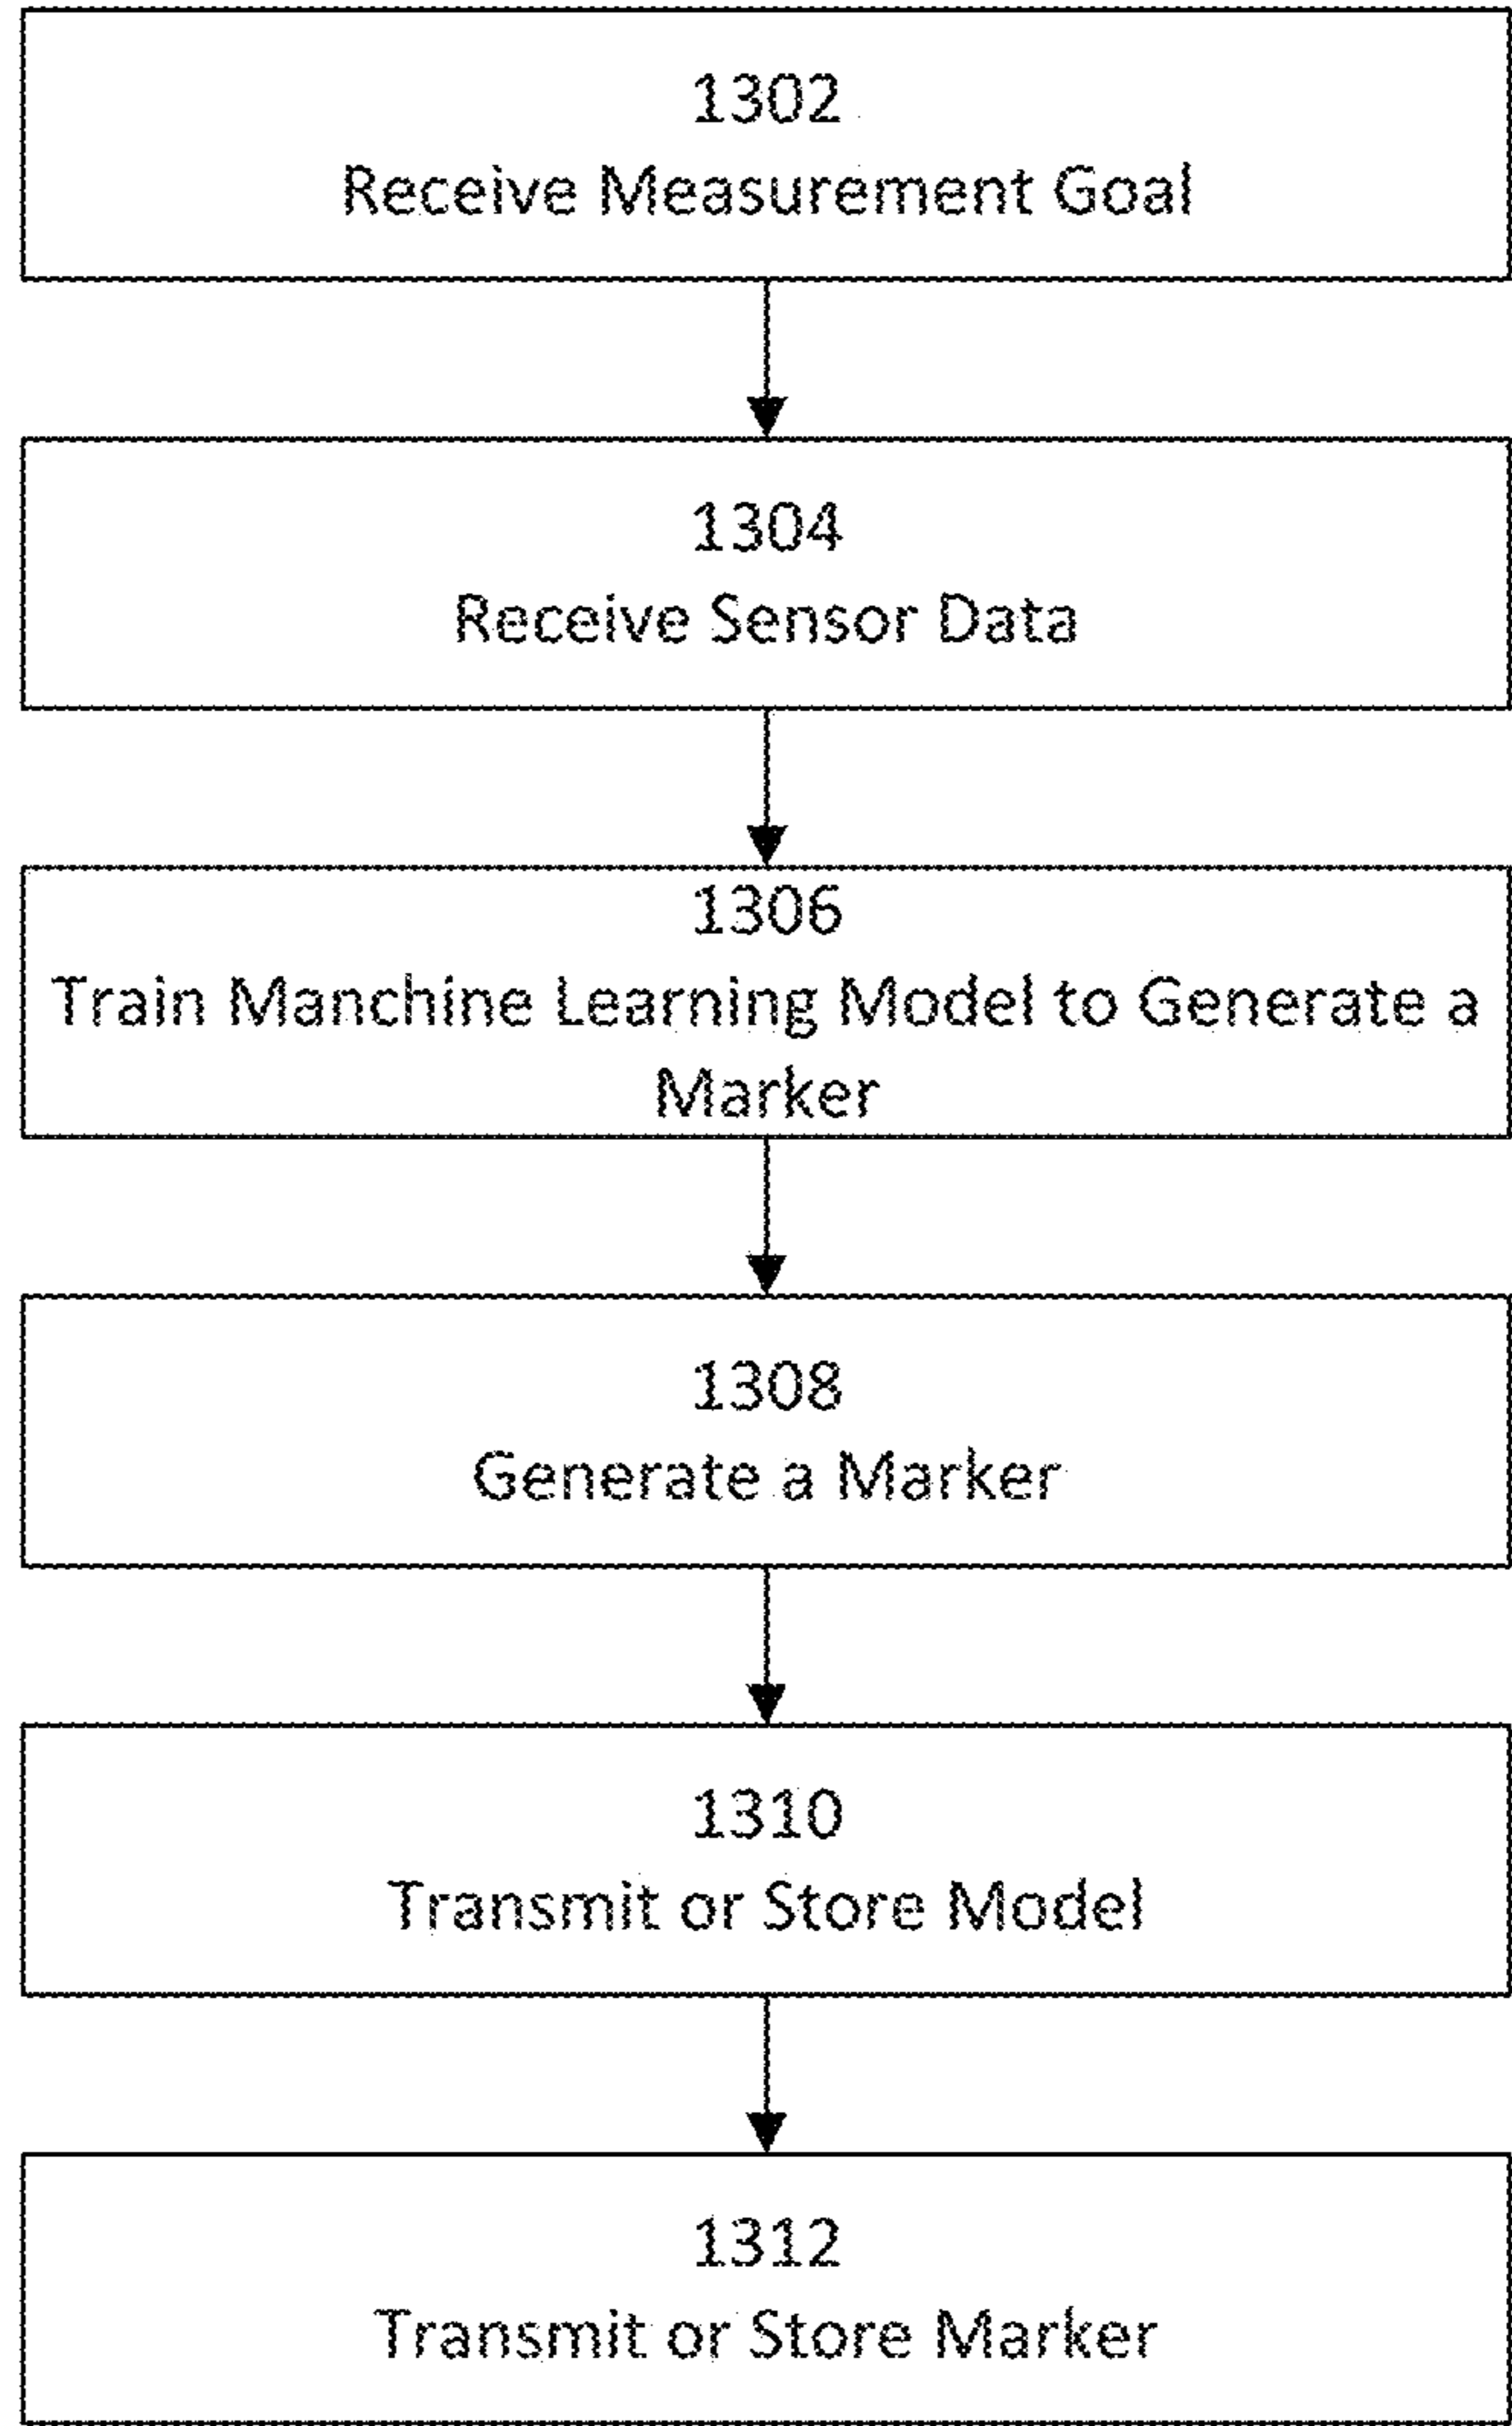 1302
Receive Measurement Goal
1304
Receive Sensor Data
1306
Train Manchine Learning Model to Generate a
Marker
1308
Generate a Marker
1310
Transmit or Store Model
1312
Transmit or Store Marker